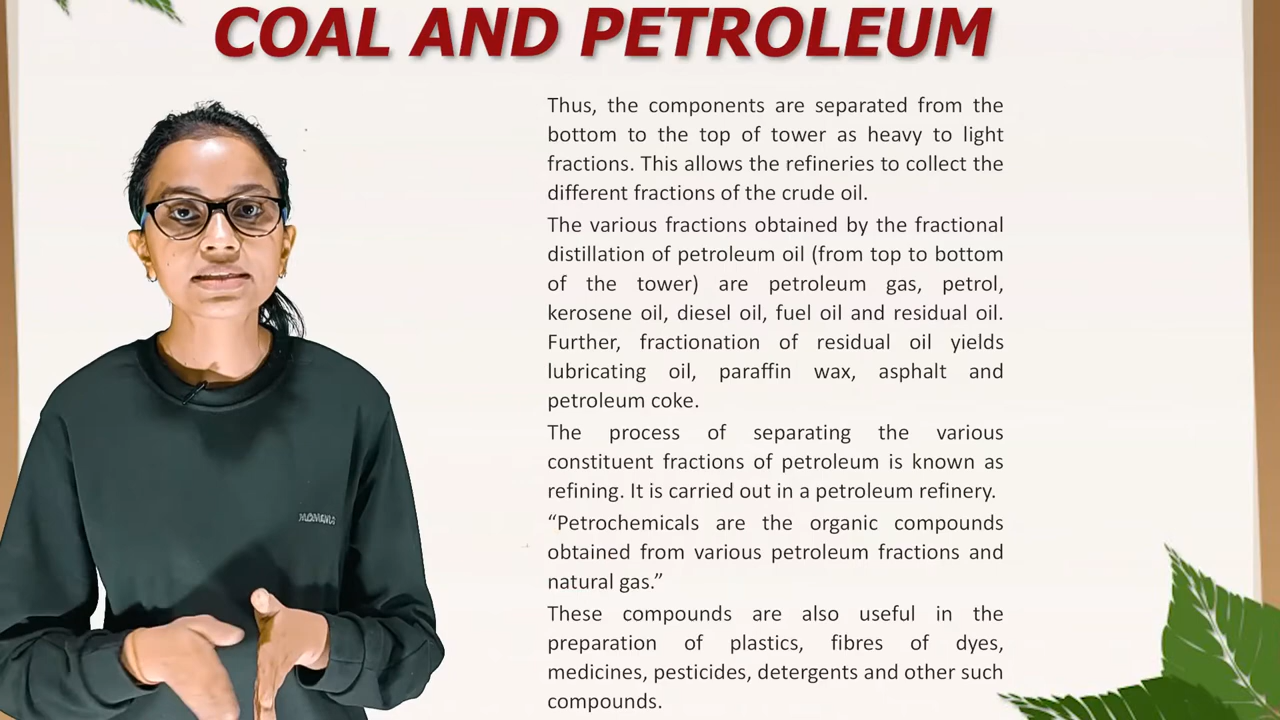 COAL AND PETROLEUM
Thus, the components are separated from the
bottom to the top of tower as heavy to light
fractions. This allows the refineries to collect the
different fractions of the crude oil.
The various fractions obtained by the fractional
distillation of petroleum oil (from top to bottom
of the tower) are petroleum gas, petrol,
kerosene oil, diesel oil, fuel oil and residual oil.
Further, fractionation of residual oil yields
lubricating oil, paraffin wax, asphalt and
petroleum coke.
The process of separating the various
constituent fractions of petroleum is known as
refining. It is carried out in a petroleum refinery.
“Petrochemicals are the organic compounds
obtained from various petroleum fractions and
natural gas.”
These compounds are also useful in the
preparation of plastics, fibres of dyes,
medicines, pesticides, detergents and other such
compounds.